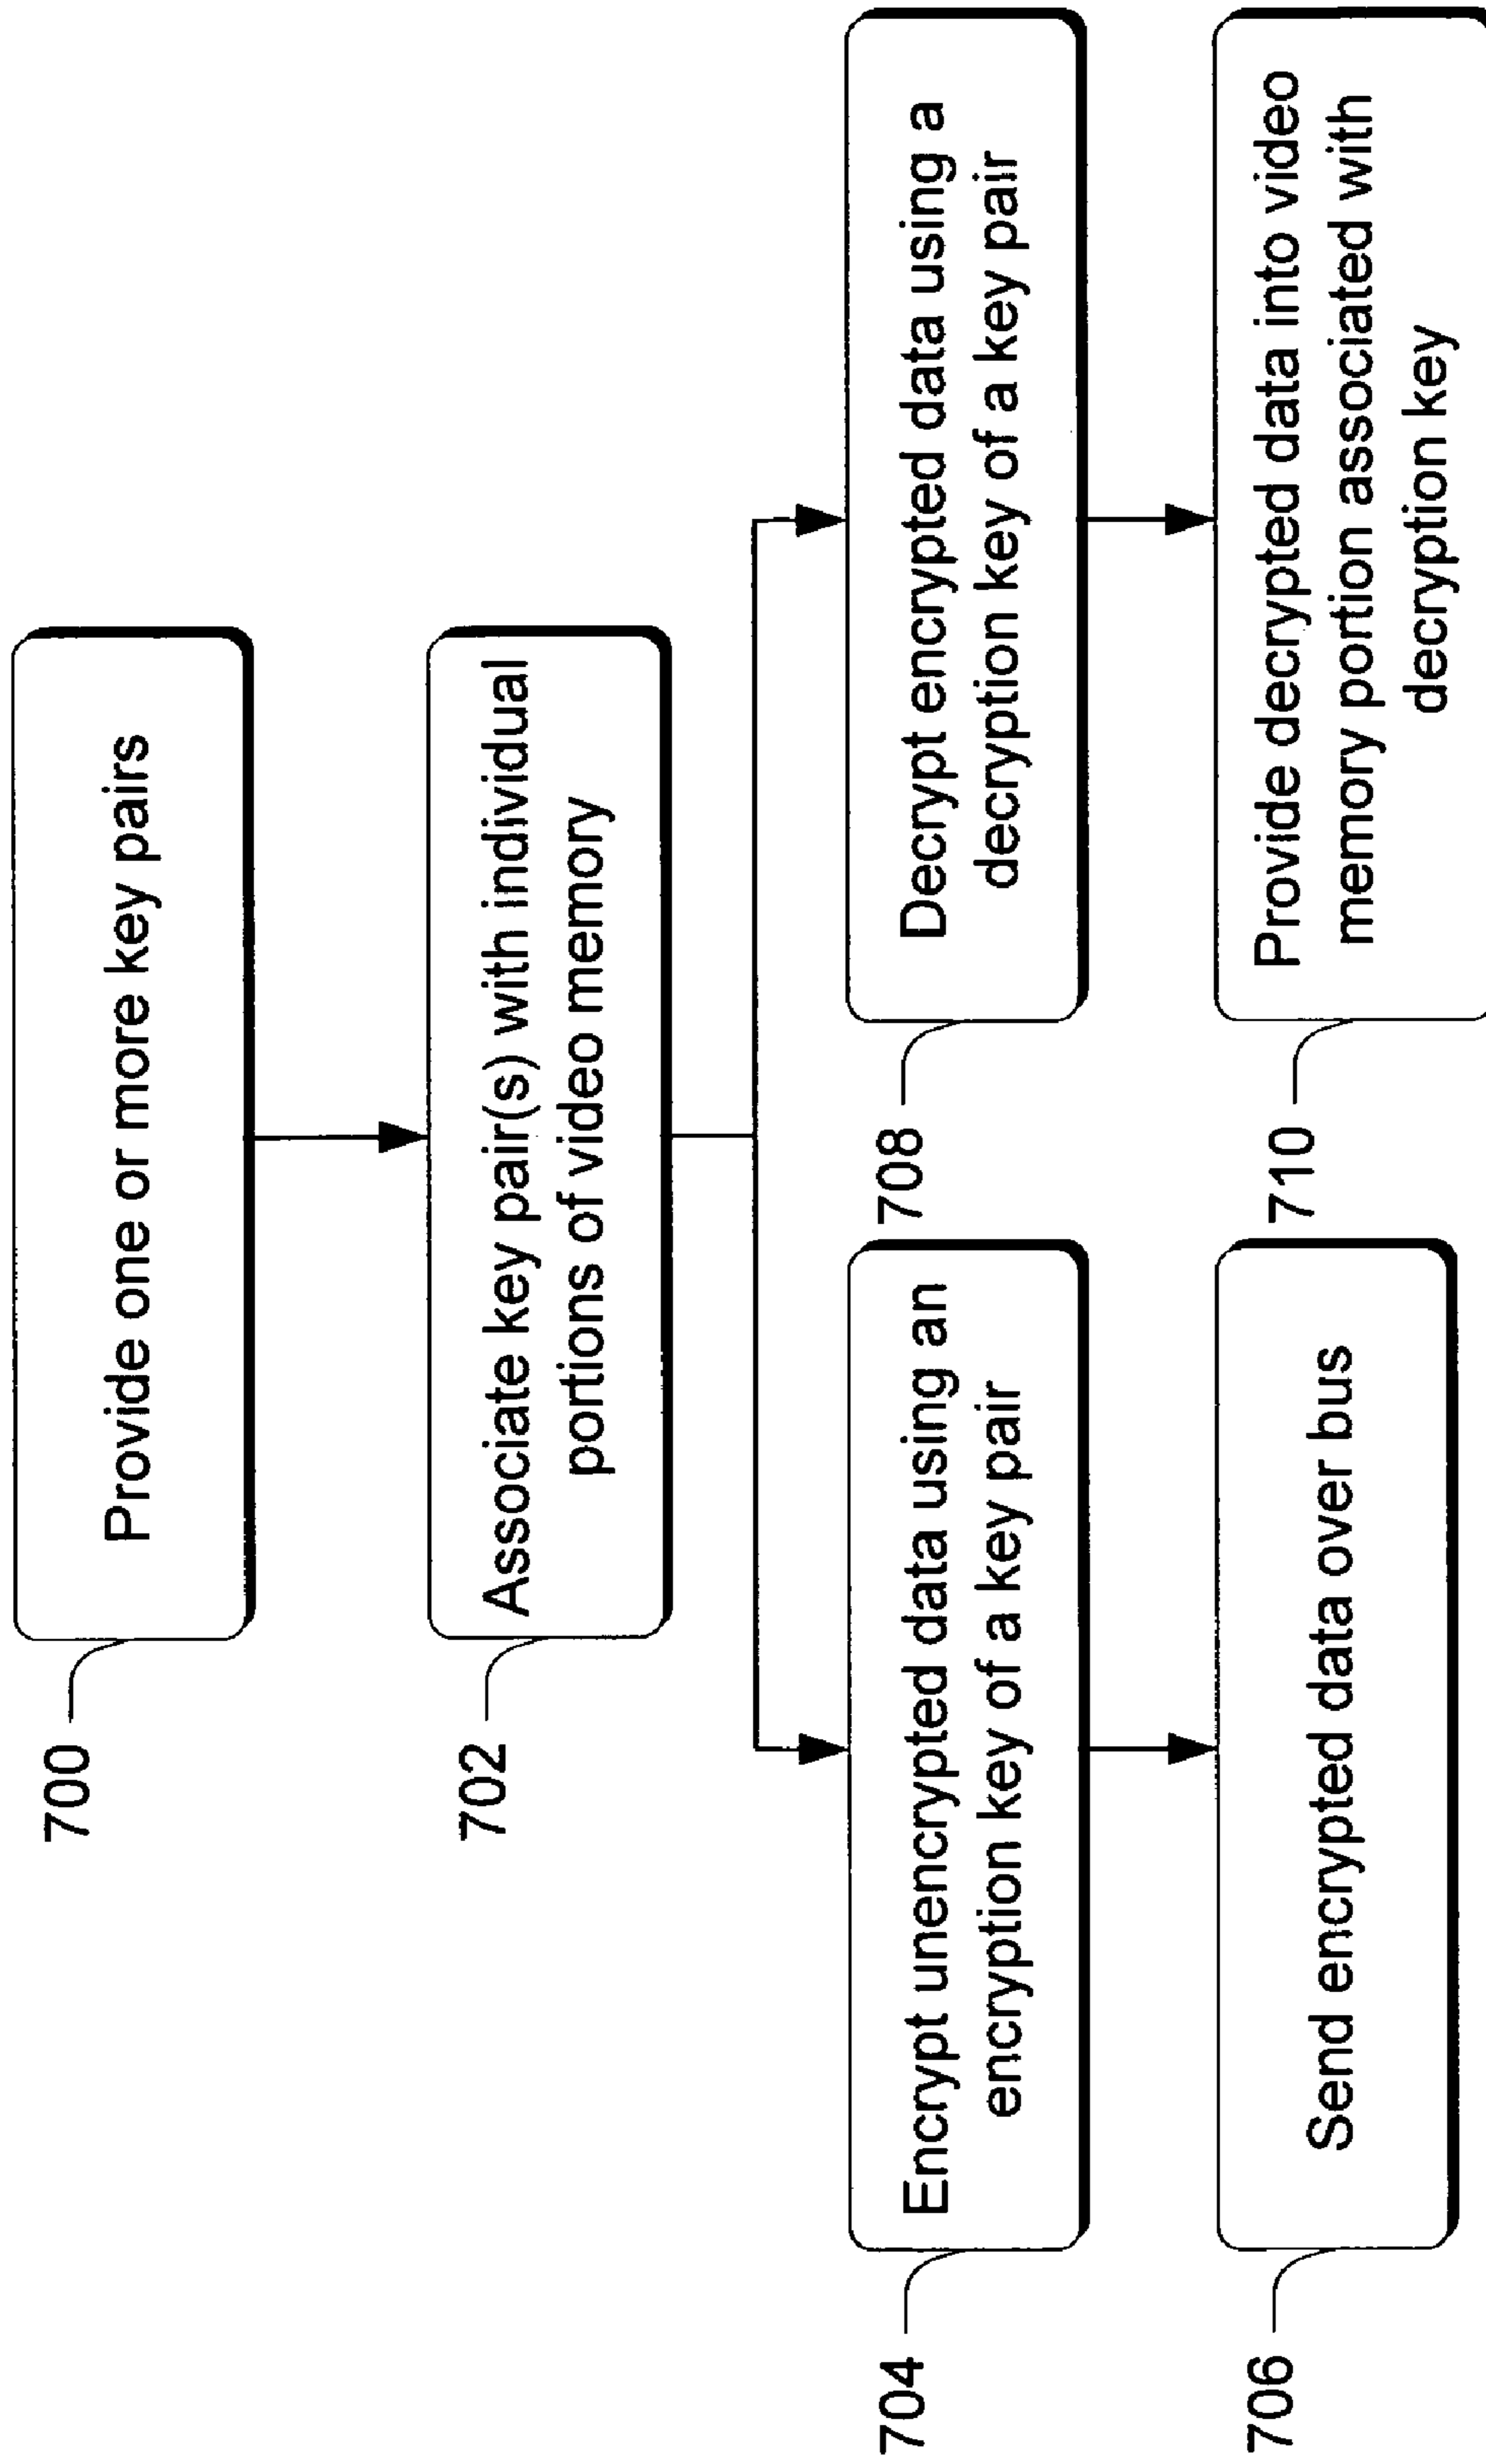 700
Provide one or more key pairs
702
Associate key pair(s) with individual
portions of video memory
704
Encrypt unencrypted data using an
encryption key of a key pair
706
Send encrypted data over bus
708
Decrypt encrypted data using a
decryption key of a key pair
710
Provide decrypted data into video
memory portion associated with
decryption key